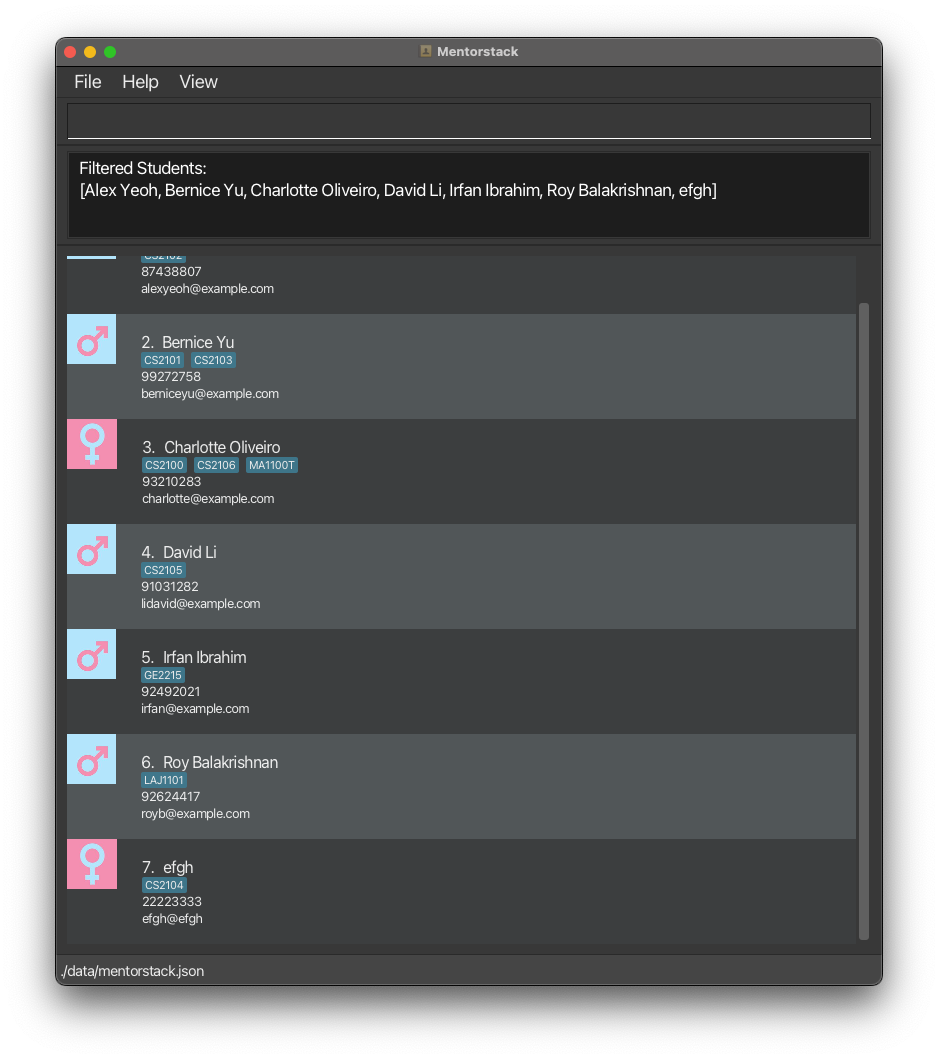 Mentorstack
File Help View
Filtered Students:
[Alex Yeoh, Bernice Yu, Charlotte Oliveiro, David Li, Irfan Ibrahim, Roy Balakrishnan, efgh]
CS2102
87438807
alexyeoh@example.com
2. Bernice Yu
CS2101 CS2103
99272758
berniceyu@example.com
3. Charlotte Oliveiro
CS2100 CS2106 MA1100T
93210283
charlotte@example.com
4. David Li
CS2105
91031282
lidavid@example.com
5. Irfan Ibrahim
GE2215
92492021
irfan@example.com
6. Roy Balakrishnan
LAJ1101
92624417
royb@example.com
7. efgh
CS2104
22223333
efgh@efgh
./data/mentorstack.json